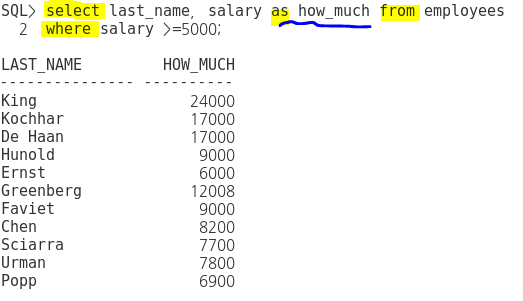 SQL> select last_name, salary as how_much from employees
2 where salary >=5000;
LAST_NAME HOW_MUCH
--------------- ----------
King 24000
Kochhar 17000
De Haan 17000
Hunold 9000
Ernst 6000
Greenberg 12008
Faviet 9000
Chen 8200
Sciarra 7700
Urman 7800
Popp 6900